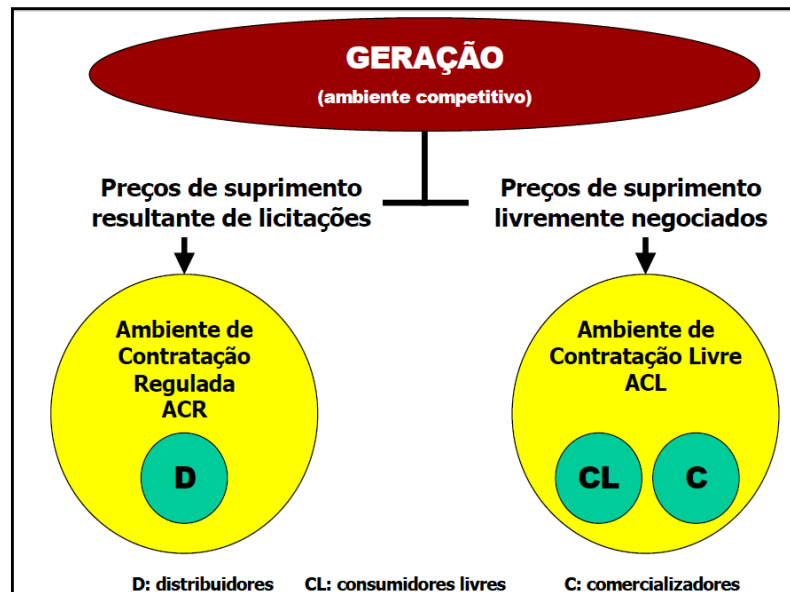 GERAÇÃO
(ambiente competitivo)
Preços de suprimento
resultante de licitações
Preços de suprimento
livremente negociados
Ambiente de
Contratação
Regulada
ACR
D
Ambiente de
Contratação Livre
ACL
CL
C
D: distribuidores
CL: consumidores livres
C: comercializadores